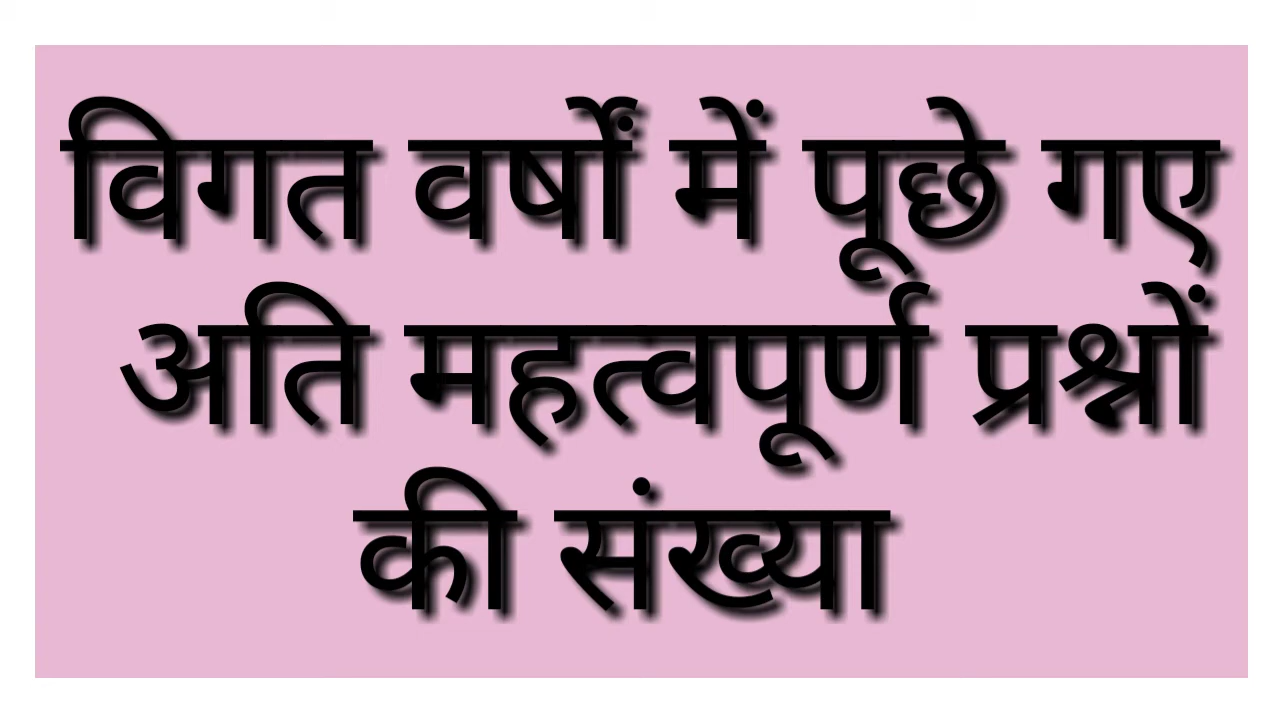 विगत वर्षों में पूछे गए
अति महत्वपूर्ण प्रश्नों
की संख्या